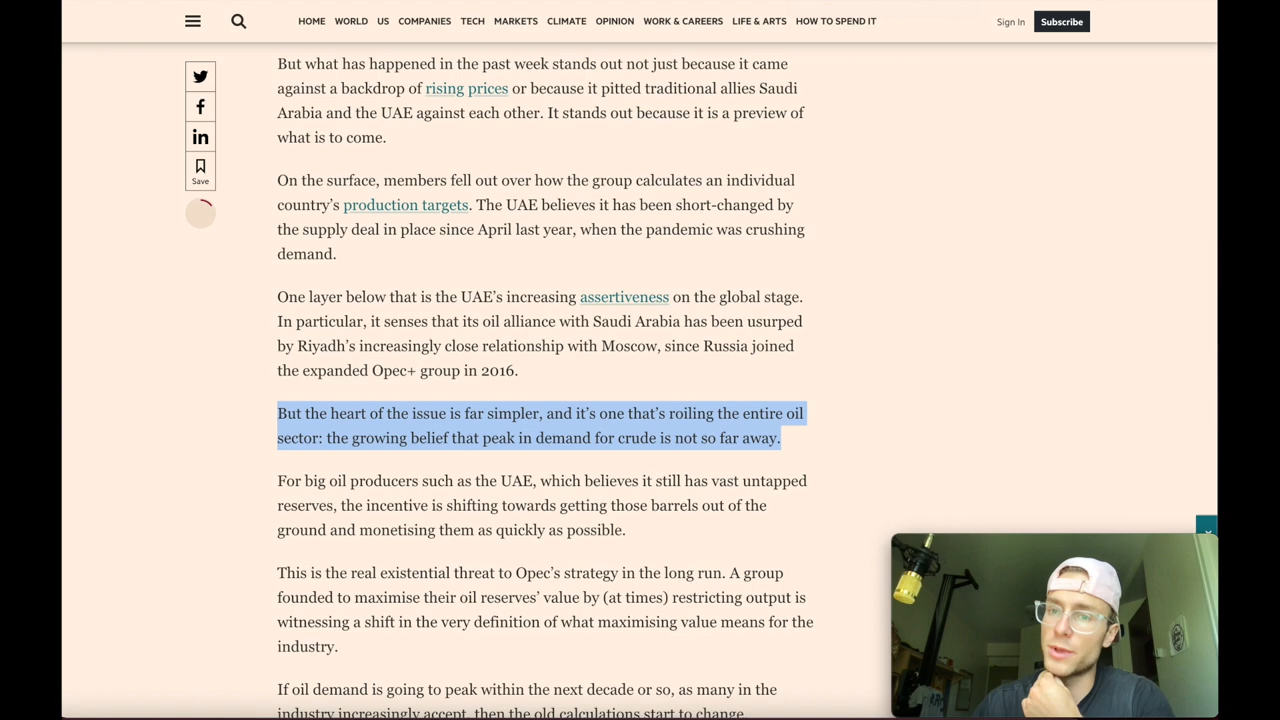 HOME WORLD US COMPANIES TECH MARKETS CLIMATE OPINION WORK & CAREERS LIFE & ARTS HOW TO SPEND IT Sign In Subscribe
But what has happened in the past week stands out not just because it came
against a backdrop of rising prices or because it pitted traditional allies Saudi
Arabia and the UAE against each other. It stands out because it is a preview of
what is to come.
Save
On the surface, members fell out over how the group calculates an individual
country’s production targets. The UAE believes it has been short-changed by
the supply deal in place since April last year, when the pandemic was crushing
demand.
One layer below that is the UAE’s increasing assertiveness on the global stage.
In particular, it senses that its oil alliance with Saudi Arabia has been usurped
by Riyadh’s increasingly close relationship with Moscow, since Russia joined
the expanded Opec+ group in 2016.
But the heart of the issue is far simpler, and it’s one that’s roiling the entire oil
sector: the growing belief that peak in demand for crude is not so far away.
For big oil producers such as the UAE, which believes it still has vast untapped
reserves, the incentive is shifting towards getting those barrels out of the
ground and monetising them as quickly as possible.
This is the real existential threat to Opec’s strategy in the long run. A group
founded to maximise their oil reserves’ value by (at times) restricting output is
witnessing a shift in the very definition of what maximising value means for the
industry.
If oil demand is going to peak within the next decade or so, as many in the
industry increasingly accept, then the old calculations start to change.